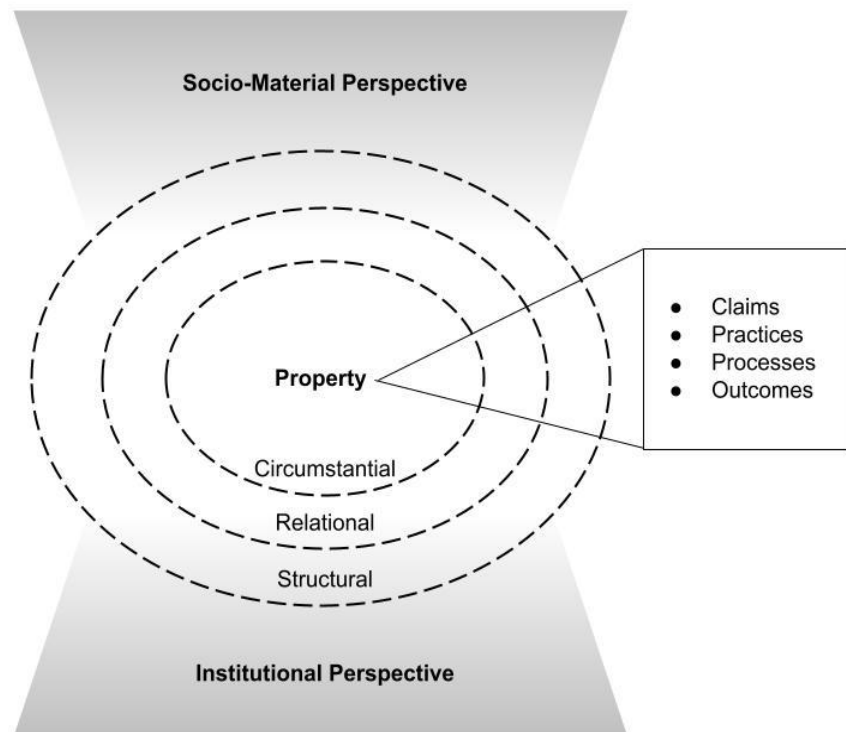 Socio-Material Perspective
Property
Circumstantial
Relational
Structural
Institutional Perspective
● Claims
● Practices
● Processes
● Outcomes